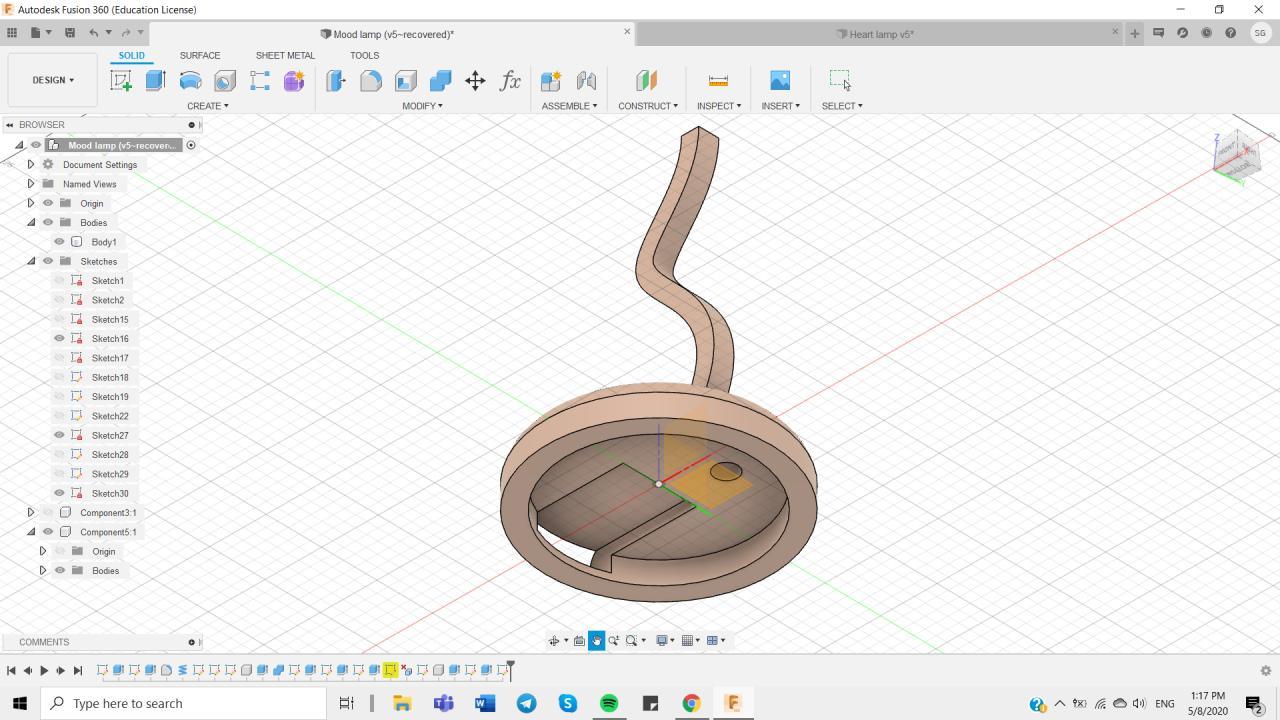 Autodesk Fusion 360 (Education License)
Mood lamp (v5~recovered)*
Heart lamp v5*
SG
DESIGN
SOLID
SURFACE
SHEET METAL
TOOLS
fx
CREATE
MODIFY
ASSEMBLE
CONSTRUCT
INSPECT
INSERT
SELECT
BROWSER
Mood lamp (v5~recover...
Document Settings
Named Views
Origin
Bodies
Body1
Sketches
Sketch1
Sketch2
Sketch15
Sketch16
Sketch17
Sketch18
Sketch19
Sketch22
Sketch27
Sketch28
Sketch29
Sketch30
Component3:1
Component5:1
Origin
Bodies
Z
COMMENTS
Type here to search
ENG
1:17 PM
5/8/2020
2